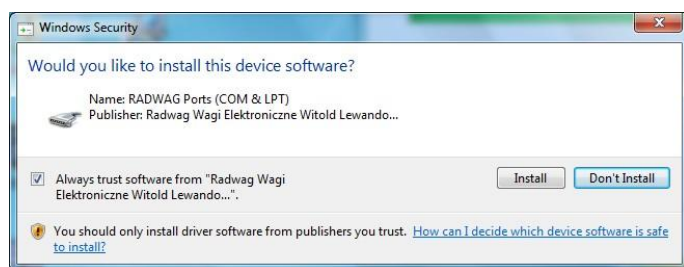 Windows Security
Would you like to install this device software?
Name: RADWAG Ports (COM & LPT)
Publisher: Radwag Wagi Elektroniczne Witold Lewando...
Always trust software from "Radwag Wagi
Elektroniczne Witold Lewando...".
Install
Don't Install
You should only install driver software from publishers you trust. How can I decide which device software is safe
to install?